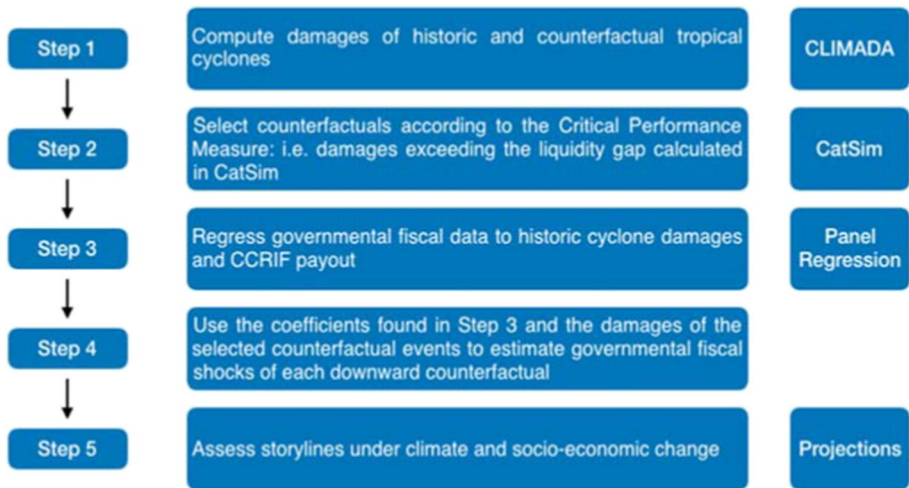 Step 1
Compute damages of historic and counterfactual tropical
cyclones
CLIMADA
Step 2
Select counterfactuals according to the Critical Performance
Measure: i.e. damages exceeding the liquidity gap calculated
in CatSim
CatSim
Step 3
Regress governmental fiscal data to historic cyclone damages
and CCRIF payout
Panel
Regression
Step 4
Use the coefficients found in Step 3 and the damages of the
selected counterfactual events to estimate governmental fiscal
shocks of each downward counterfactual
Step 5
Assess storylines under climate and socio-economic change
Projections